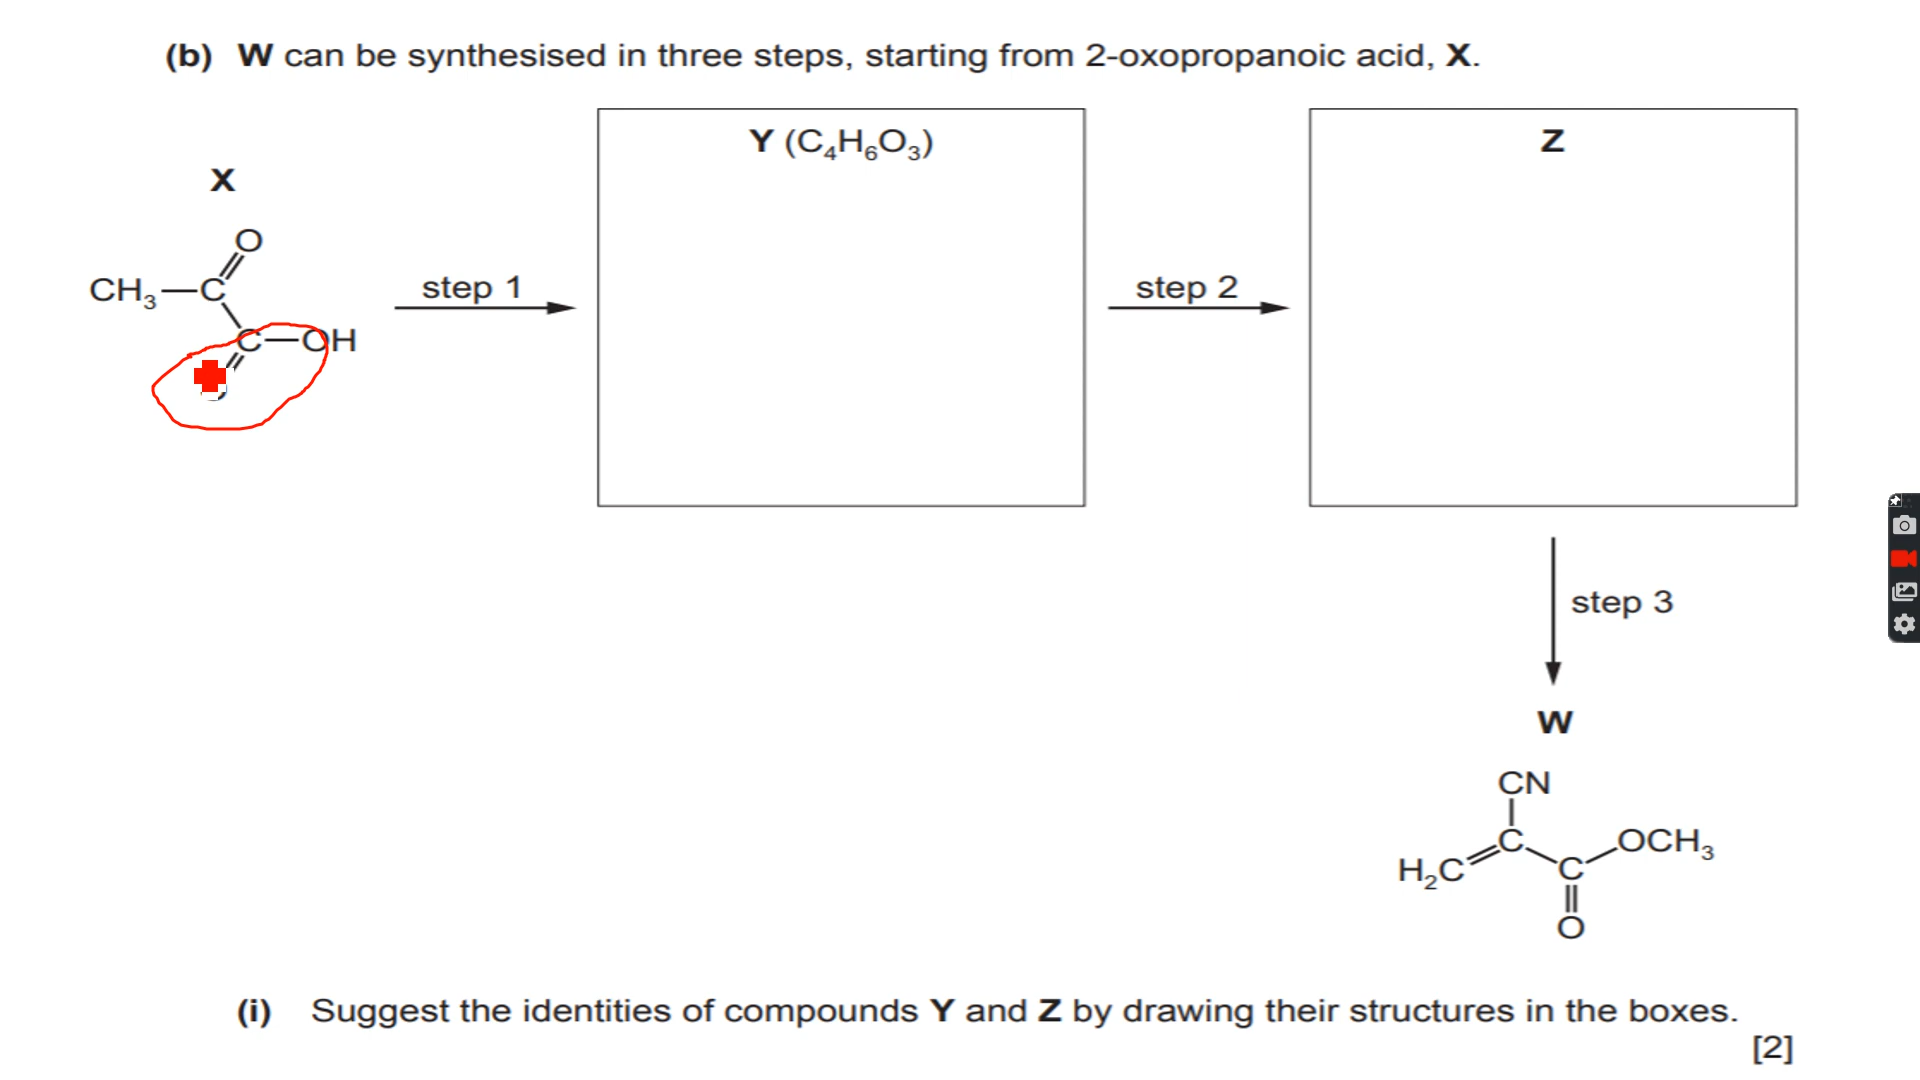 (b) W can be synthesised in three steps, starting from 2-oxopropanoic acid, X.
Y (C₄H₆O₃)
Z
X
O
CH₃—C
C—OH
step 1
step 2
step 3
W
CN
C
OCH₃
H₂C
C
O
(i) Suggest the identities of compounds Y and Z by drawing their structures in the boxes.
[2]